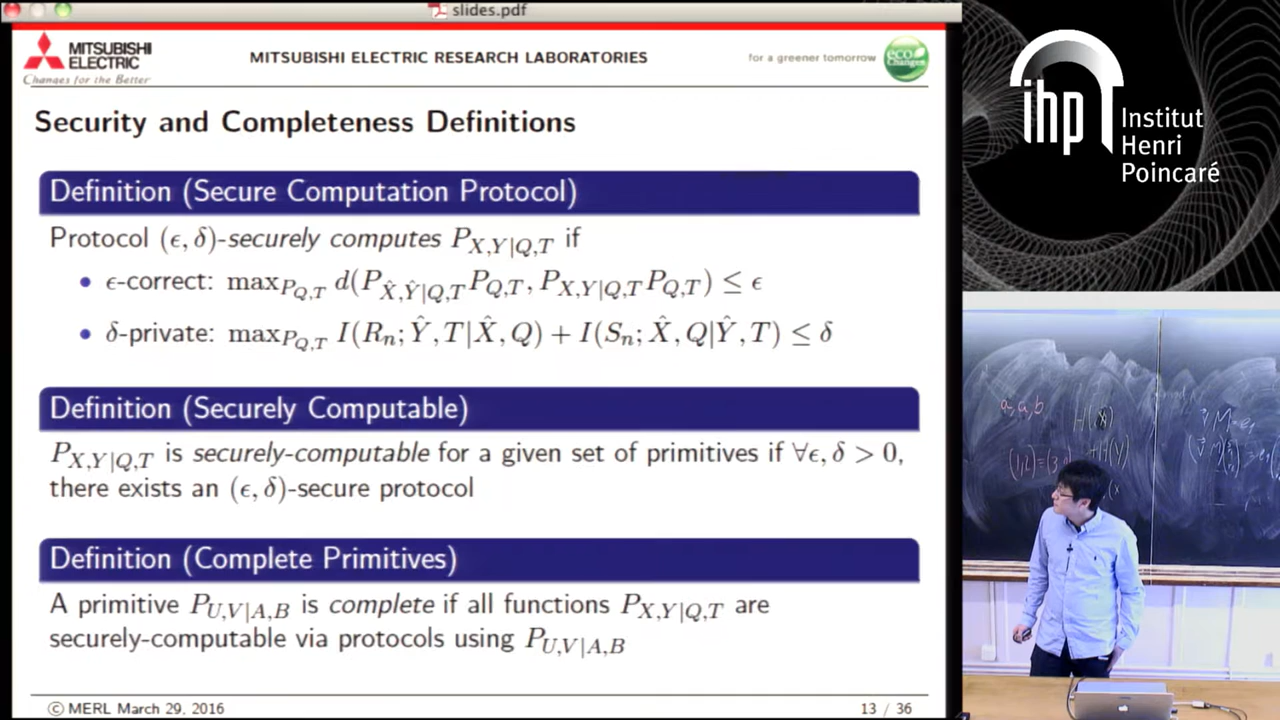 slides.pdf
MITSUBISHI ELECTRIC
Changes for the Better
MITSUBISHI ELECTRIC RESEARCH LABORATORIES
for a greener tomorrow
eco Changes
Security and Completeness Definitions
Definition (Secure Computation Protocol)
Protocol (ϵ, δ)-securely computes P_{X,Y|Q,T} if
• ϵ-correct: max_{P_{Q,T}} d(P_{X̂,Ŷ|Q,T} P_{Q,T}, P_{X,Y|Q,T} P_{Q,T}) ≤ ϵ
• δ-private: max_{P_{Q,T}} I(R_n; Ŷ, T|X̂, Q) + I(S_n; X̂, Q|Ŷ, T) ≤ δ
Definition (Securely Computable)
P_{X,Y|Q,T} is securely-computable for a given set of primitives if ∀ϵ, δ > 0,
there exists an (ϵ, δ)-secure protocol
Definition (Complete Primitives)
A primitive P_{U,V|A,B} is complete if all functions P_{X,Y|Q,T} are
securely-computable via protocols using P_{U,V|A,B}
© MERL March 29, 2016
13 / 36
ihp
Institut
Henri
Poincaré
a, a, b
H(X)
+H(Y)